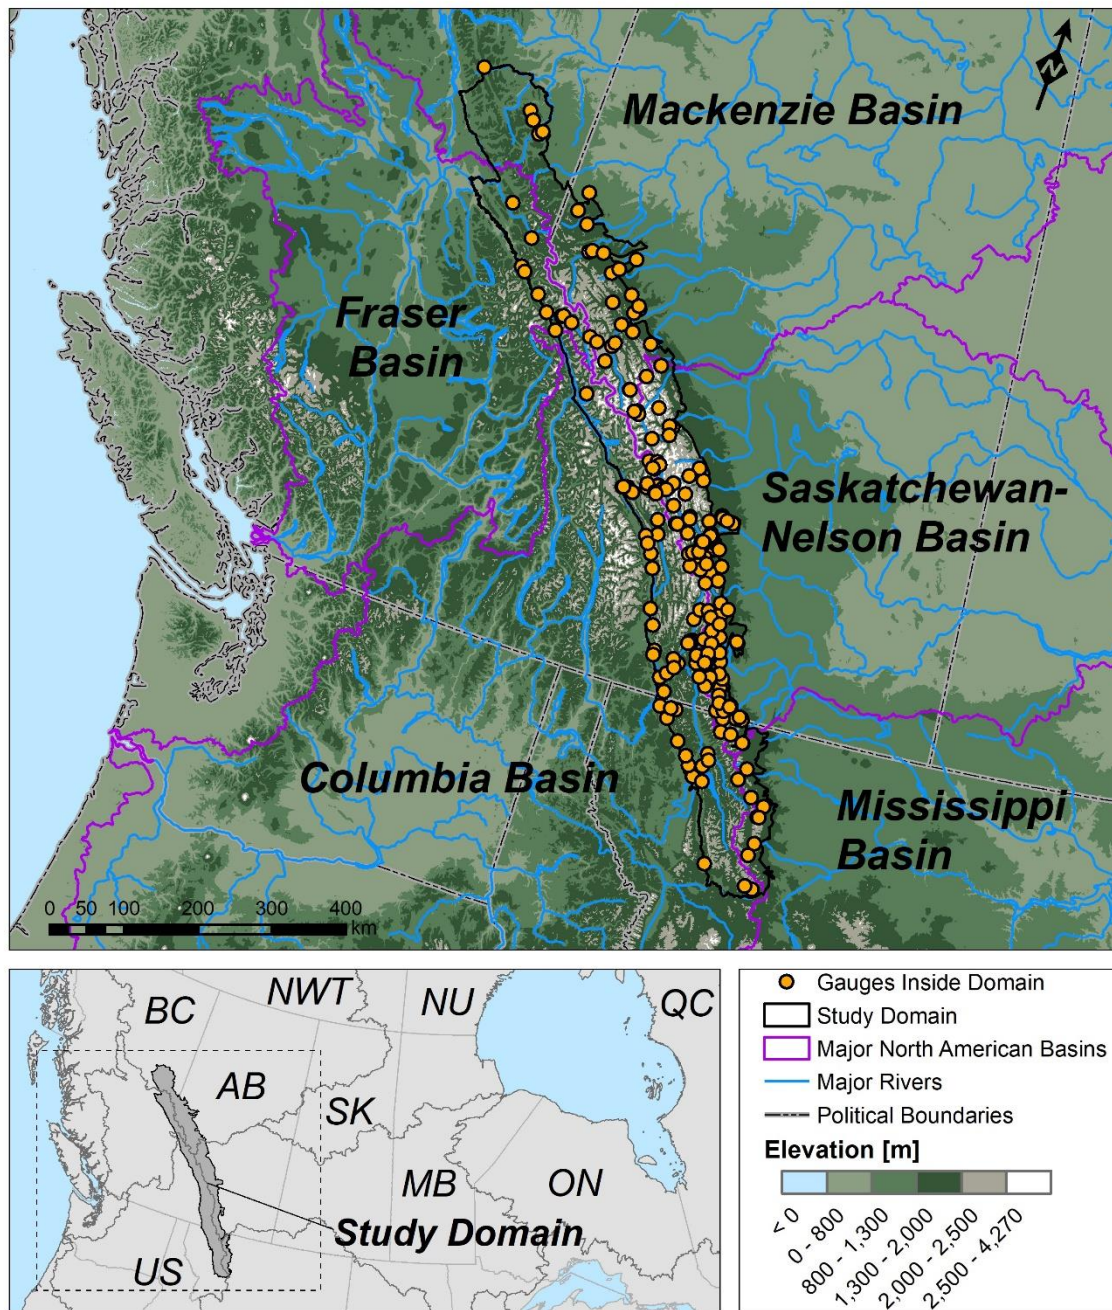 N
Mackenzie Basin
Fraser
Basin
Saskatchewan-
Nelson Basin
Columbia Basin
Mississippi
Basin
0 50 100 200 300 400
km
BC
NWT
NU
QC
AB
SK
MB
ON
Study Domain
US
Gauges Inside Domain
Study Domain
Major North American Basins
Major Rivers
Political Boundaries
Elevation [m]
< 0
0 - 800
800 - 1,300
1,300 - 2,000
2,000 - 2,500
2,500 - 4,270